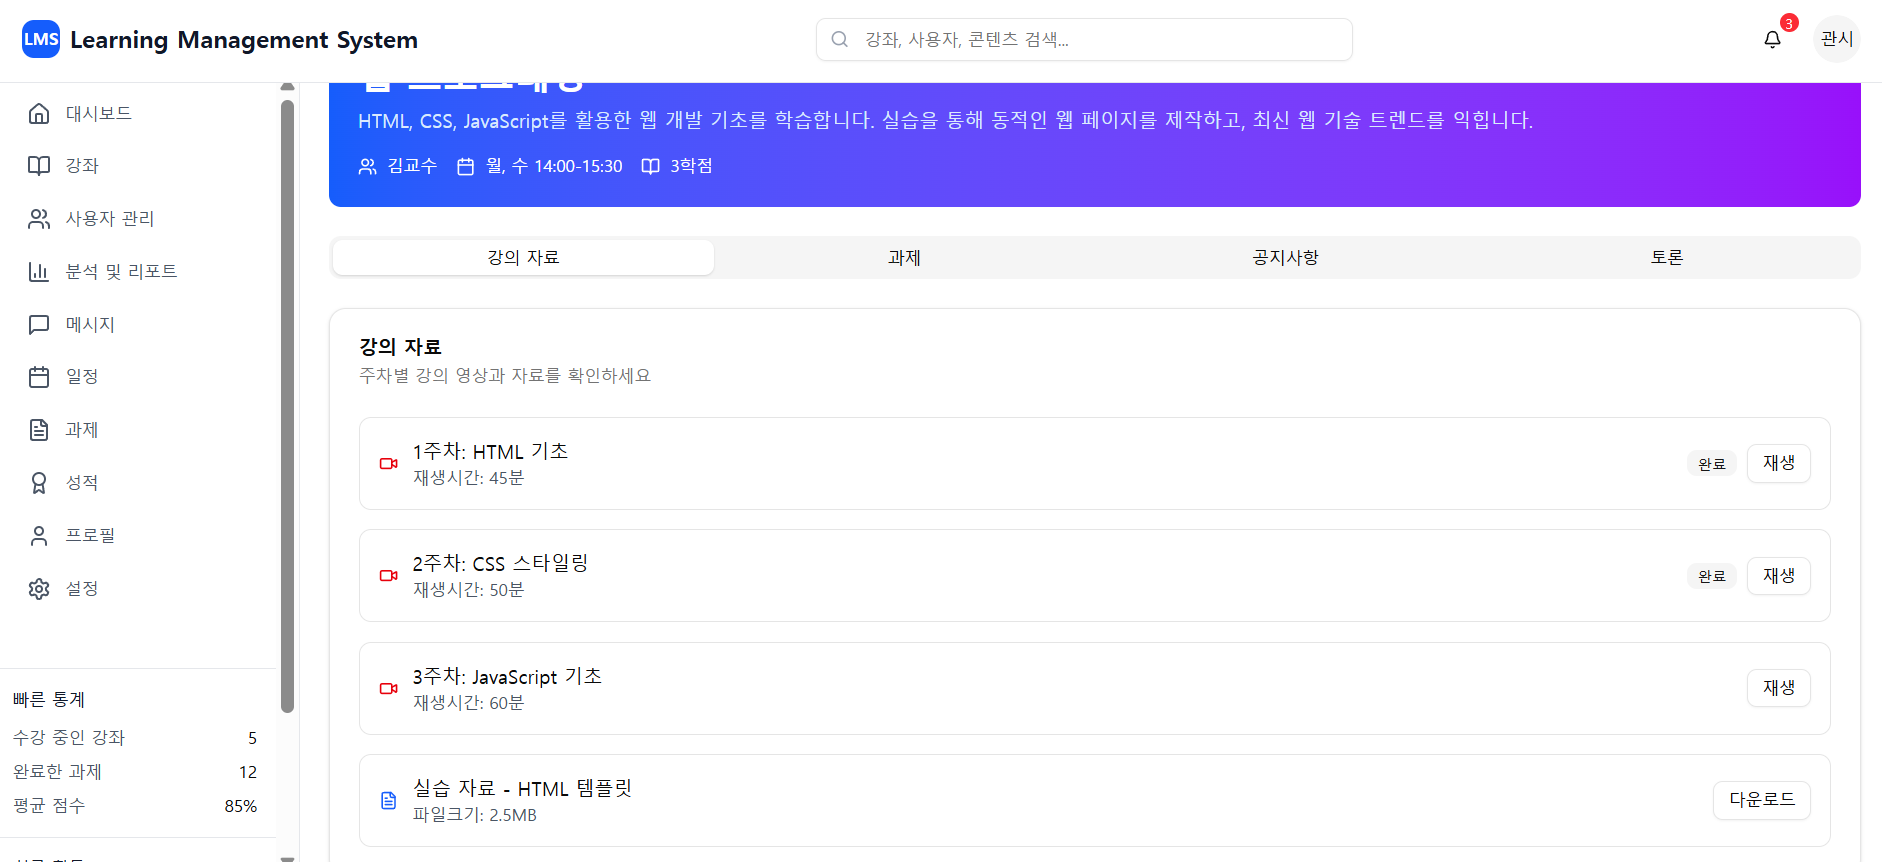 LMS Learning Management System
강좌, 사용자, 콘텐츠 검색...
3
관시
대시보드
강좌
사용자 관리
분석 및 리포트
메시지
일정
과제
성적
프로필
설정
빠른 통계
수강 중인 강좌 5
완료한 과제 12
평균 점수 85%
HTML, CSS, JavaScript를 활용한 웹 개발 기초를 학습합니다. 실습을 통해 동적인 웹 페이지를 제작하고, 최신 웹 기술 트렌드를 익힙니다.
김교수 월, 수 14:00-15:30 3학점
강의 자료 과제 공지사항 토론
강의 자료
주차별 강의 영상과 자료를 확인하세요
1주차: HTML 기초
재생시간: 45분
완료 재생
2주차: CSS 스타일링
재생시간: 50분
완료 재생
3주차: JavaScript 기초
재생시간: 60분
재생
실습 자료 - HTML 템플릿
파일크기: 2.5MB
다운로드